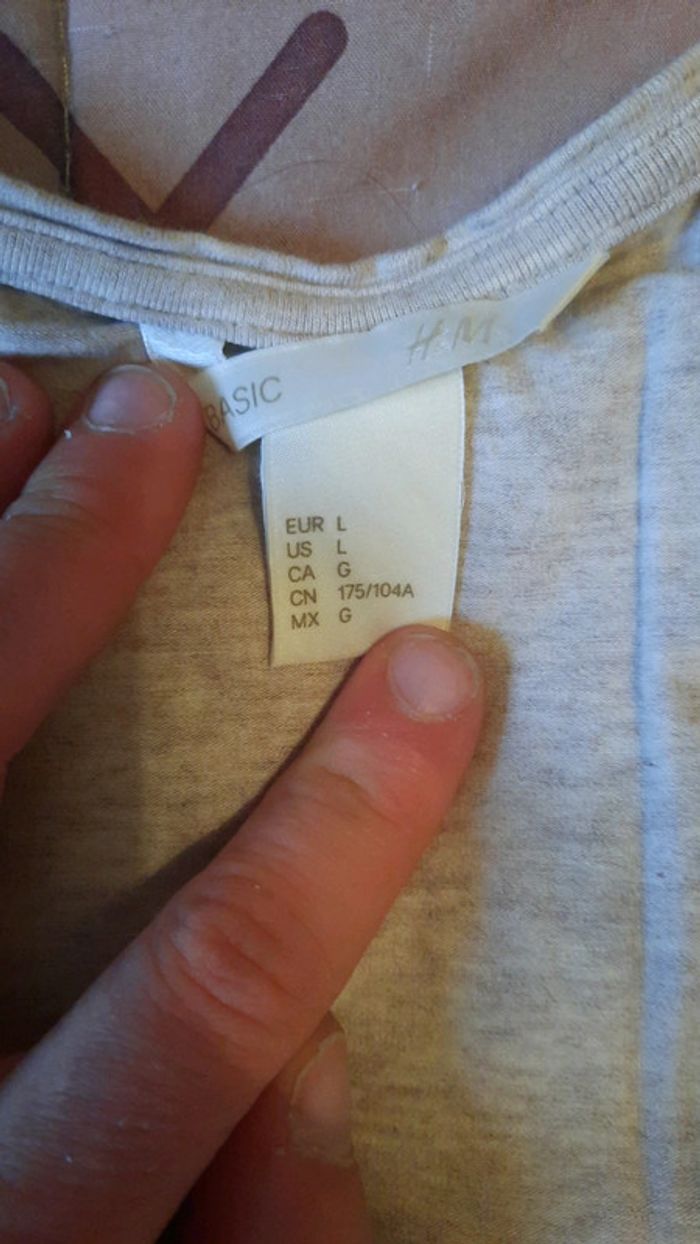 H&M
BASIC
EUR L
US L
CA G
CN 175/104A
MX G